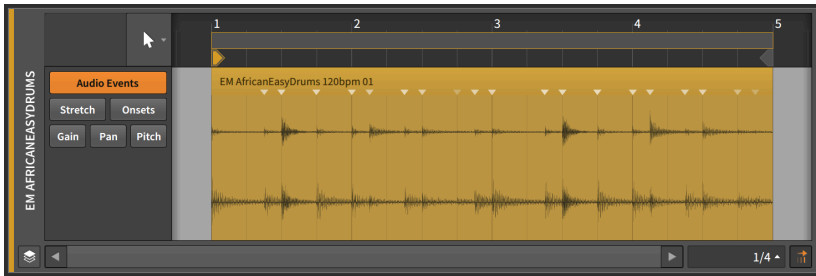 1 2 3 4 5
EM AFRICANEASYDRUMS
Audio Events
EM AfricanEasyDrums 120bpm 01
Stretch Onsets
Gain Pan Pitch
1/4